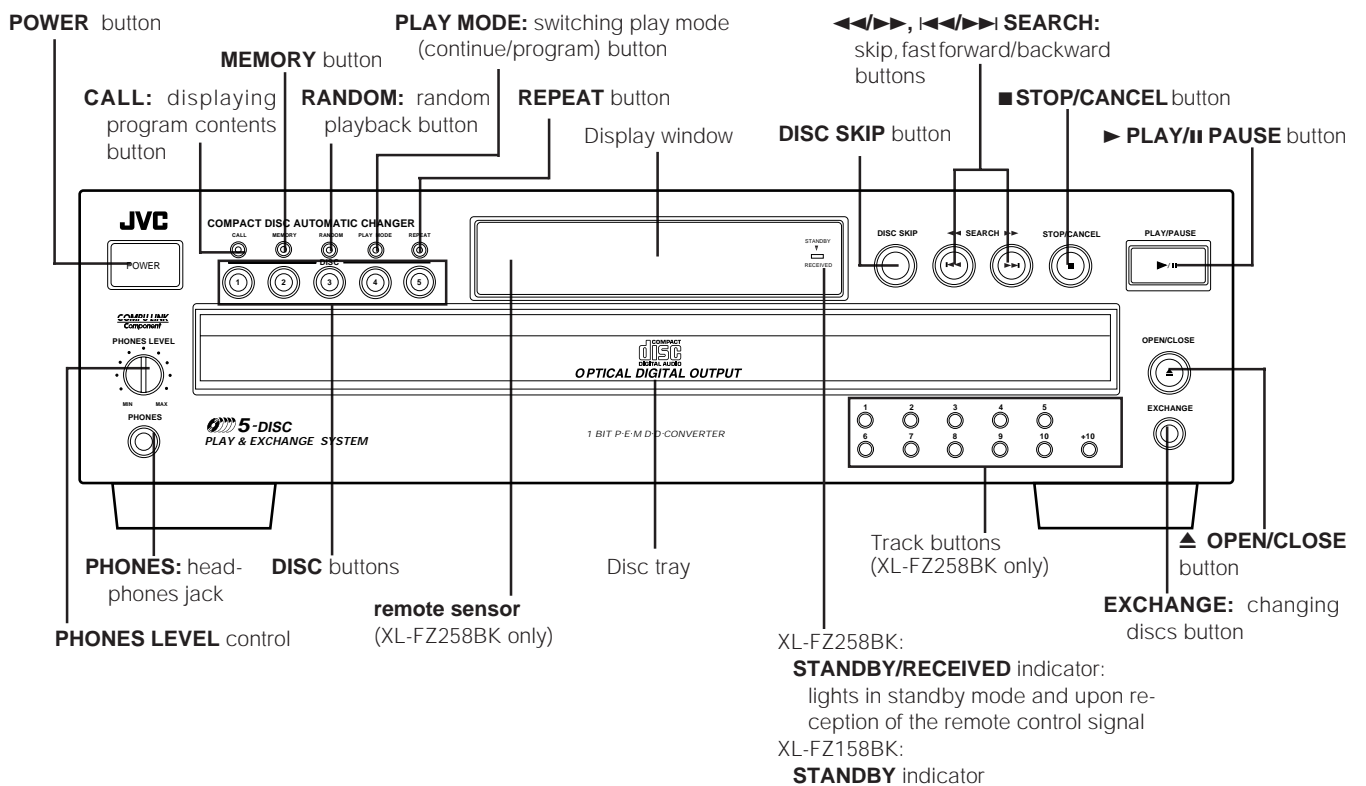 POWER button
PLAY MODE: switching play mode
(continue/program) button
◄◄/►►, I◄◄/►►I SEARCH:
skip, fast forward/backward
buttons
MEMORY button
CALL: displaying
program contents
button
RANDOM: random
playback button
REPEAT button
Display window
DISC SKIP button
■ STOP/CANCEL button
► PLAY/II PAUSE button
JVC
COMPACT DISC AUTOMATIC CHANGER
CALL MEMORY RANDOM PLAY MODE REPEAT
POWER
DISC
1 2 3 4 5
STANDBY
RECEIVED
DISC SKIP
◄◄ SEARCH ►►
STOP/CANCEL
PLAY/PAUSE
I◄◄ ►►I ■ ►/II
COMPU LINK
Component
PHONES LEVEL
MIN MAX
PHONES
COMPACT
disc
DIGITAL AUDIO
OPTICAL DIGITAL OUTPUT
OPEN/CLOSE
▲
EXCHANGE
5-DISC
PLAY & EXCHANGE SYSTEM
1 BIT P·E·M D·D·CONVERTER
1 2 3 4 5
6 7 8 9 10 +10
PHONES: head-
phones jack
DISC buttons
Disc tray
Track buttons
(XL-FZ258BK only)
▲ OPEN/CLOSE
button
PHONES LEVEL control
remote sensor
(XL-FZ258BK only)
EXCHANGE: changing
discs button
XL-FZ258BK:
STANDBY/RECEIVED indicator:
lights in standby mode and upon re-
ception of the remote control signal
XL-FZ158BK:
STANDBY indicator